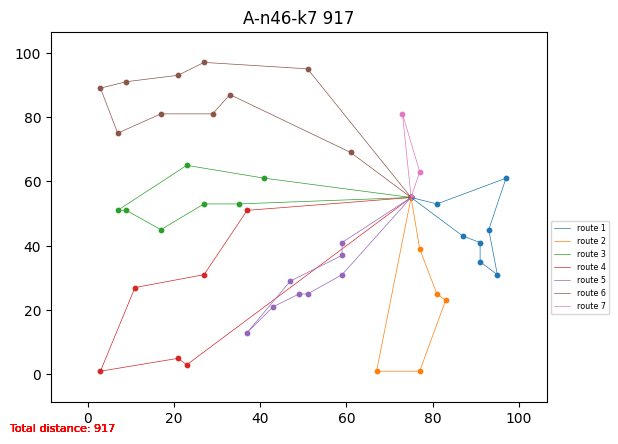 A-n46-k7 917
100
80
60
40
20
0
0 20 40 60 80 100
route 1
route 2
route 3
route 4
route 5
route 6
route 7
Total distance: 917